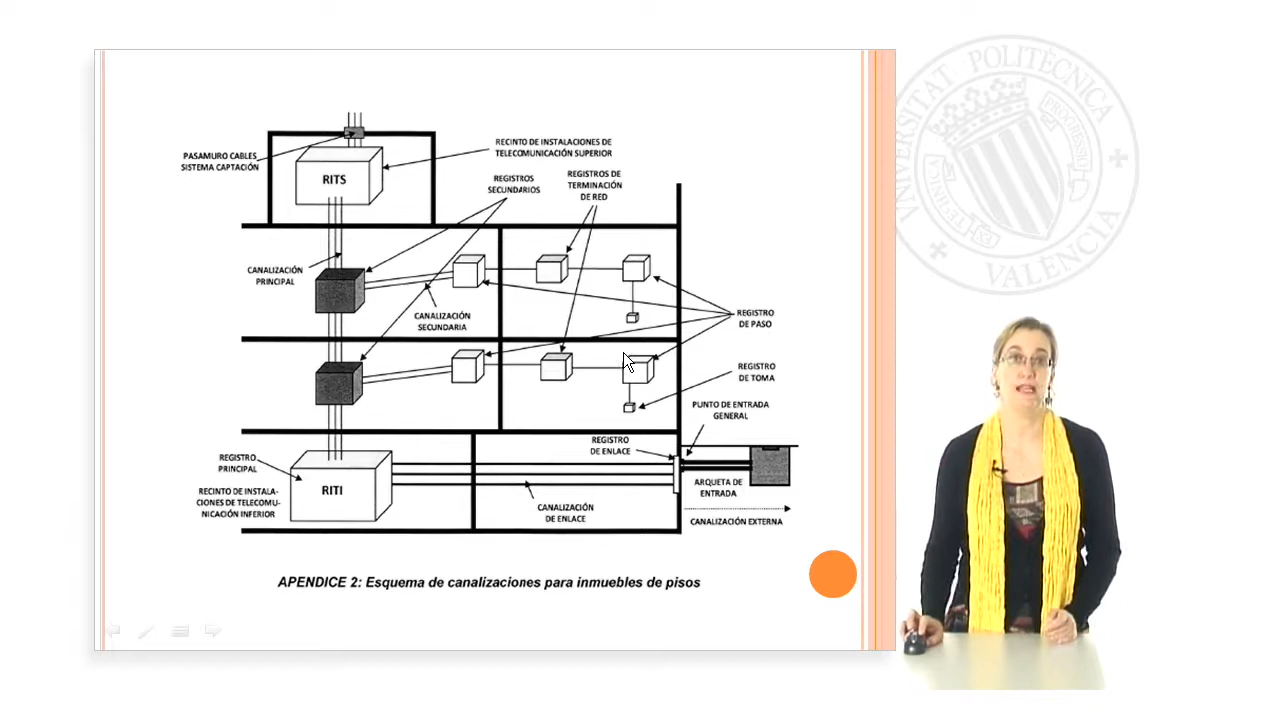 PASAMURO CABLES
SISTEMA CAPTACIÓN
RITS
RECINTO DE INSTALACIONES DE
TELECOMUNICACIÓN SUPERIOR
REGISTROS
SECUNDARIOS
REGISTROS DE
TERMINACIÓN
DE RED
CANALIZACIÓN
PRINCIPAL
CANALIZACIÓN
SECUNDARIA
REGISTRO
DE PASO
REGISTRO
DE TOMA
PUNTO DE ENTRADA
GENERAL
REGISTRO
DE ENLACE
REGISTRO
PRINCIPAL
RITI
RECINTO DE INSTALA-
CIONES DE TELECOMU-
NICACIÓN INFERIOR
CANALIZACIÓN
DE ENLACE
ARQUETA DE
ENTRADA
CANALIZACIÓN EXTERNA
APENDICE 2: Esquema de canalizaciones para inmuebles de pisos
UNIVERSITAT POLITÈCNICA
DE VALÈNCIA